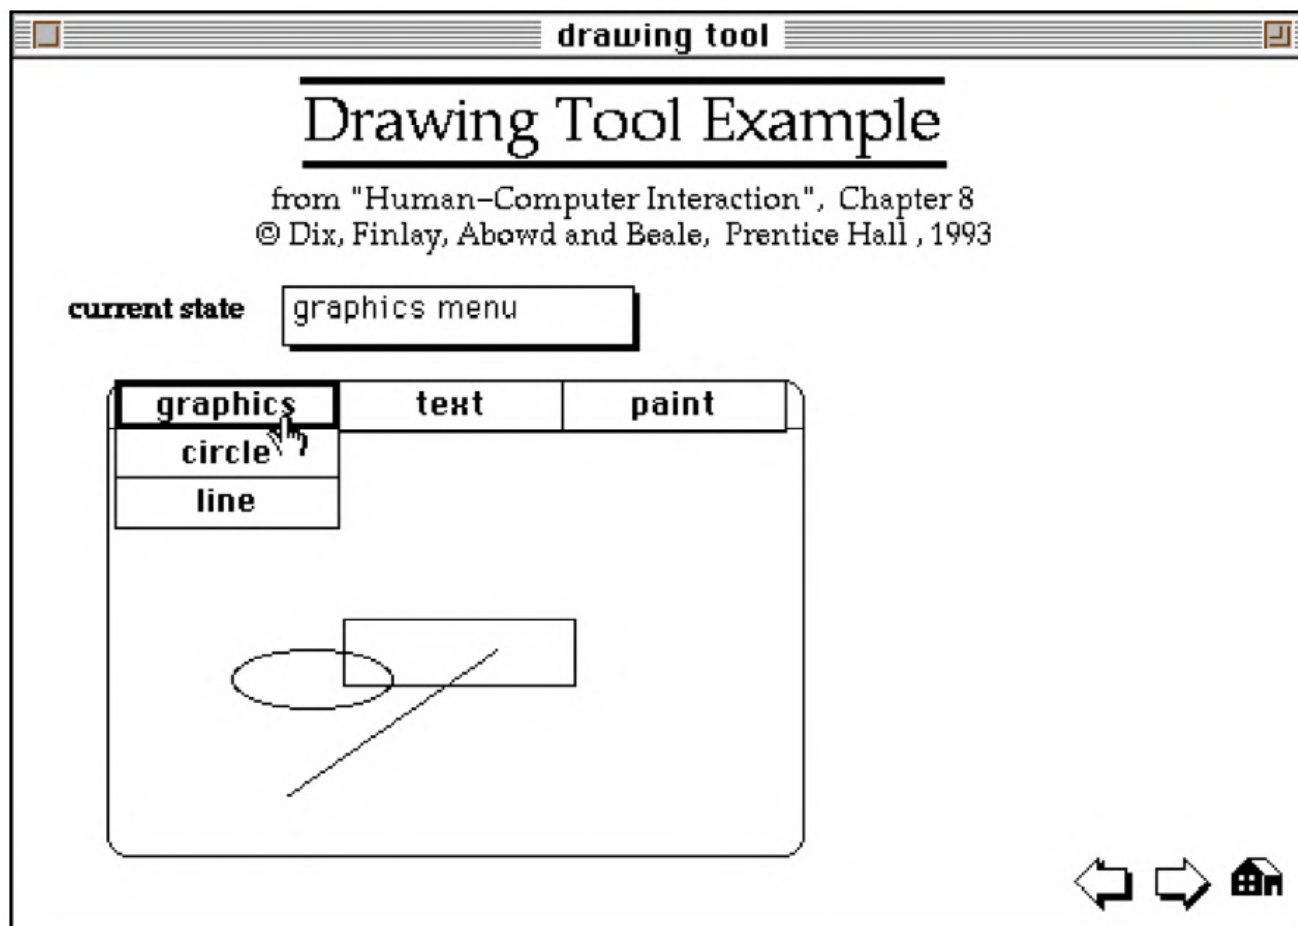 drawing tool
Drawing Tool Example
from "Human-Computer Interaction", Chapter 8
© Dix, Finlay, Abowd and Beale, Prentice Hall , 1993
current state graphics menu
graphics text paint
circle
line